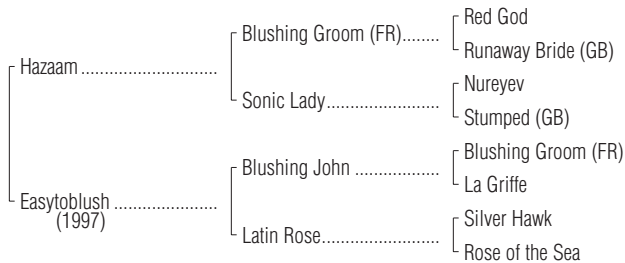 Red God
Blushing Groom (FR)........
Runaway Bride (GB)
Hazaam ............................
Nureyev
Sonic Lady.......................
Stumped (GB)
Blushing Groom (FR)
Blushing John .................
La Griffe
Easytoblush .....................
(1997)
Silver Hawk
Latin Rose........................
Rose of the Sea